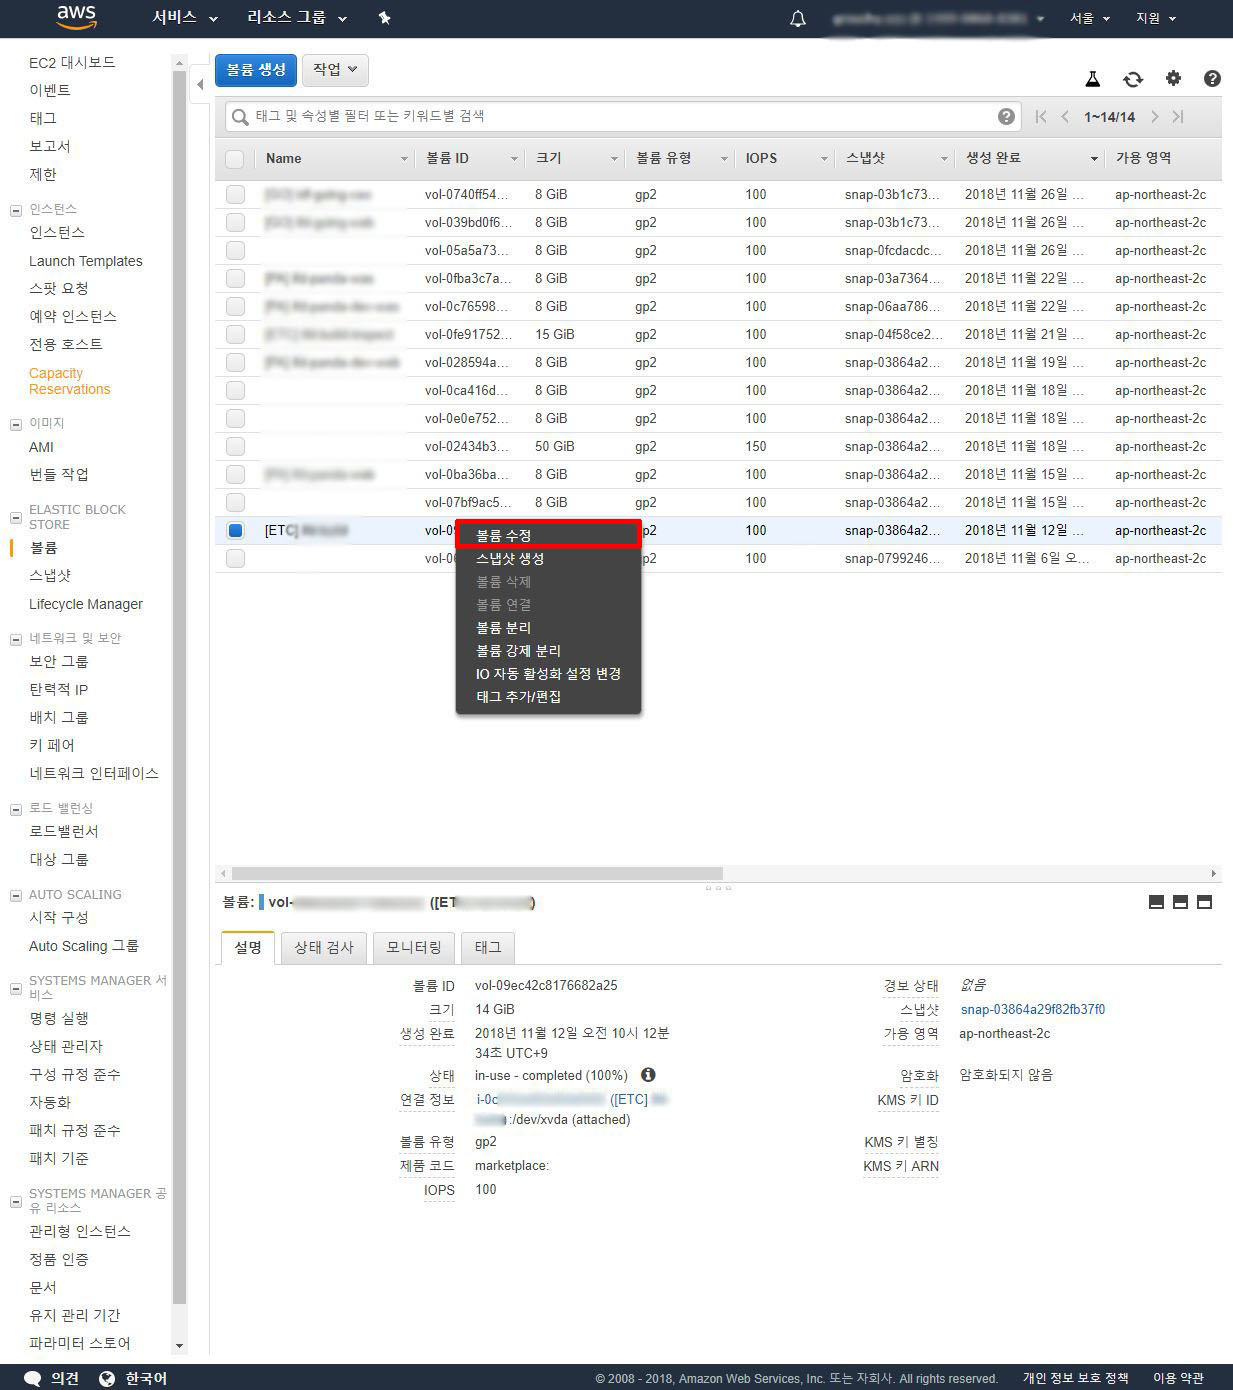 aws 서비스 리소스 그룹 서울 지원
EC2 대시보드
이벤트
태그
보고서
제한
인스턴스
인스턴스
Launch Templates
스팟 요청
예약 인스턴스
전용 호스트
Capacity
Reservations
이미지
AMI
번들 작업
ELASTIC BLOCK
STORE
볼륨
스냅샷
Lifecycle Manager
네트워크 및 보안
보안 그룹
탄력적 IP
배치 그룹
키 페어
네트워크 인터페이스
로드 밸런싱
로드밸런서
대상 그룹
AUTO SCALING
시작 구성
Auto Scaling 그룹
SYSTEMS MANAGER 서
비스
명령 실행
상태 관리자
구성 규정 준수
자동화
패치 규정 준수
패치 기준
SYSTEMS MANAGER 공
유 리소스
관리형 인스턴스
정품 인증
문서
유지 관리 기간
파라미터 스토어
볼륨 생성 작업
태그 및 속성별 필터 또는 키워드별 검색 1~14/14
Name 볼륨 ID 크기 볼륨 유형 IOPS 스냅샷 생성 완료 가용 영역
vol-0740ff54... 8 GiB gp2 100 snap-03b1c73... 2018년 11월 26일 ... ap-northeast-2c
vol-039bd0f6... 8 GiB gp2 100 snap-03b1c73... 2018년 11월 26일 ... ap-northeast-2c
vol-05a5a73... 8 GiB gp2 100 snap-0fcdacdc... 2018년 11월 26일 ... ap-northeast-2c
vol-0fba3c7a... 8 GiB gp2 100 snap-03a7364... 2018년 11월 22일 ... ap-northeast-2c
vol-0c76598... 8 GiB gp2 100 snap-06aa786... 2018년 11월 22일 ... ap-northeast-2c
vol-0fe91752... 15 GiB gp2 100 snap-04f58ce2... 2018년 11월 21일 ... ap-northeast-2c
vol-028594a... 8 GiB gp2 100 snap-03864a2... 2018년 11월 19일 ... ap-northeast-2c
vol-0ca416d... 8 GiB gp2 100 snap-03864a2... 2018년 11월 18일 ... ap-northeast-2c
vol-0e0e752... 8 GiB gp2 100 snap-03864a2... 2018년 11월 18일 ... ap-northeast-2c
vol-02434b3... 50 GiB gp2 150 snap-03864a2... 2018년 11월 18일 ... ap-northeast-2c
vol-0ba36ba... 8 GiB gp2 100 snap-03864a2... 2018년 11월 15일 ... ap-northeast-2c
vol-07bf9ac5... 8 GiB gp2 100 snap-03864a2... 2018년 11월 15일 ... ap-northeast-2c
[ETC] vol-09 gp2 100 snap-03864a2... 2018년 11월 12일 ... ap-northeast-2c
vol-0 gp2 100 snap-0799246... 2018년 11월 6일 오... ap-northeast-2c
볼륨 수정
스냅샷 생성
볼륨 삭제
볼륨 연결
볼륨 분리
볼륨 강제 분리
IO 자동 활성화 설정 변경
태그 추가/편집
볼륨: vol- ([ET )
설명 상태 검사 모니터링 태그
볼륨 ID vol-09ec42c8176682a25
크기 14 GiB
생성 완료 2018년 11월 12일 오전 10시 12분
34초 UTC+9
상태 in-use - completed (100%)
연결 정보 i-0c ([ETC]
:/dev/xvda (attached)
볼륨 유형 gp2
제품 코드 marketplace:
IOPS 100
경보 상태 없음
스냅샷 snap-03864a29f82fb37f0
가용 영역 ap-northeast-2c
암호화 암호화되지 않음
KMS 키 ID
KMS 키 별칭
KMS 키 ARN
의견 한국어 © 2008 - 2018, Amazon Web Services, Inc. 또는 자회사. All rights reserved. 개인 정보 보호 정책 이용 약관